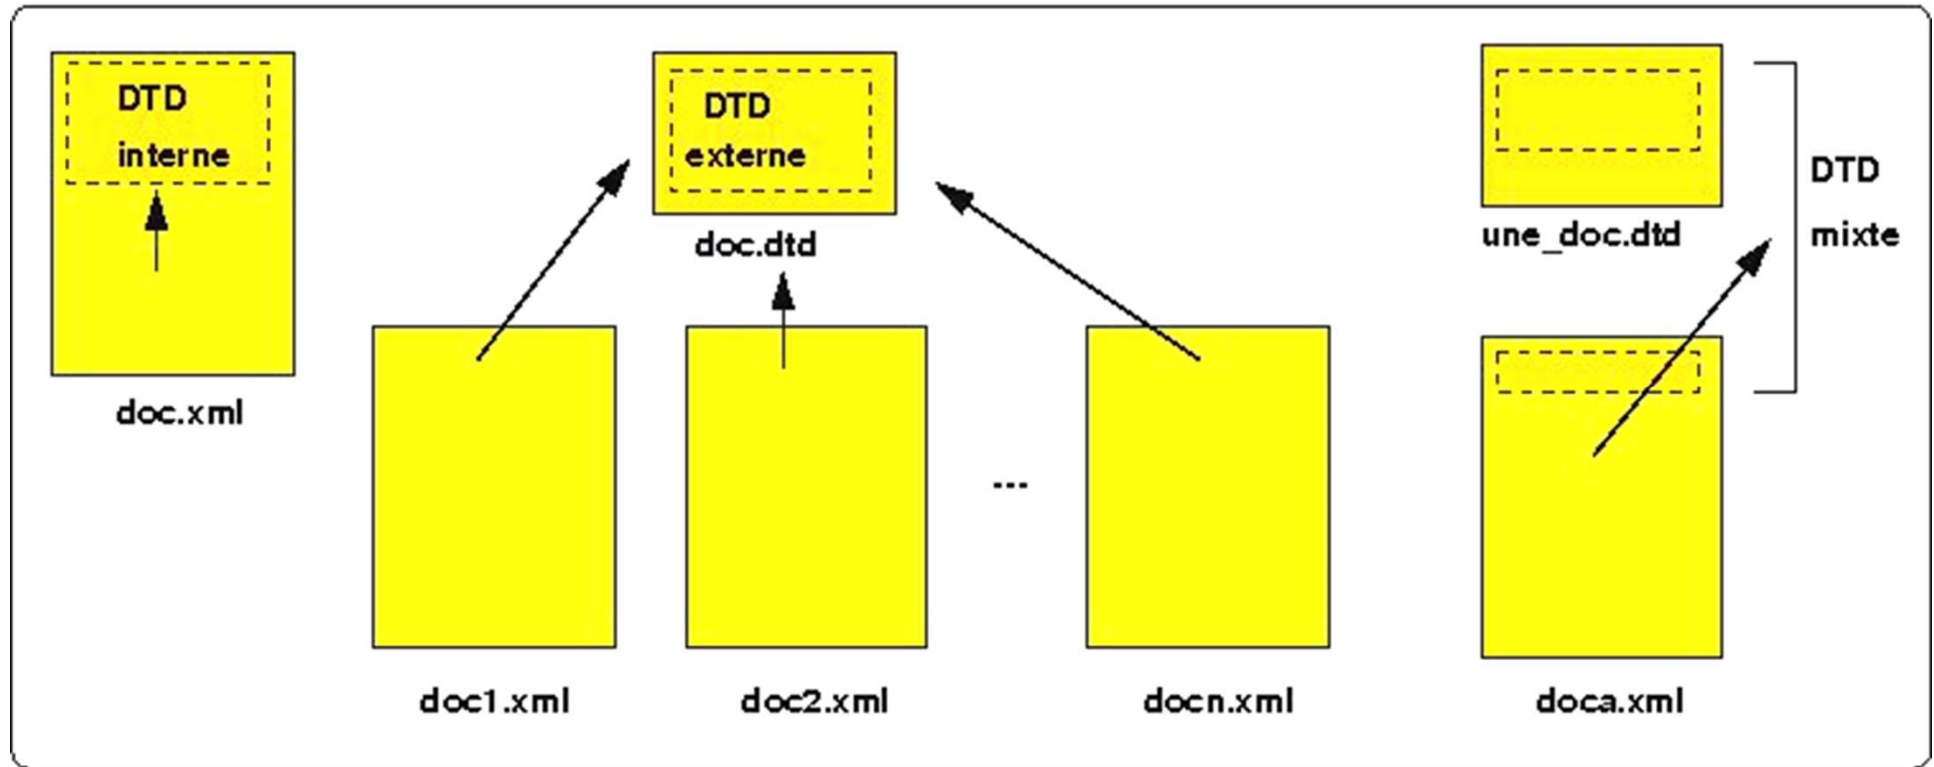 DTD
interne
doc.xml
DTD
externe
doc.dtd
doc1.xml
doc2.xml
...
docn.xml
une_doc.dtd
DTD
mixte
doca.xml